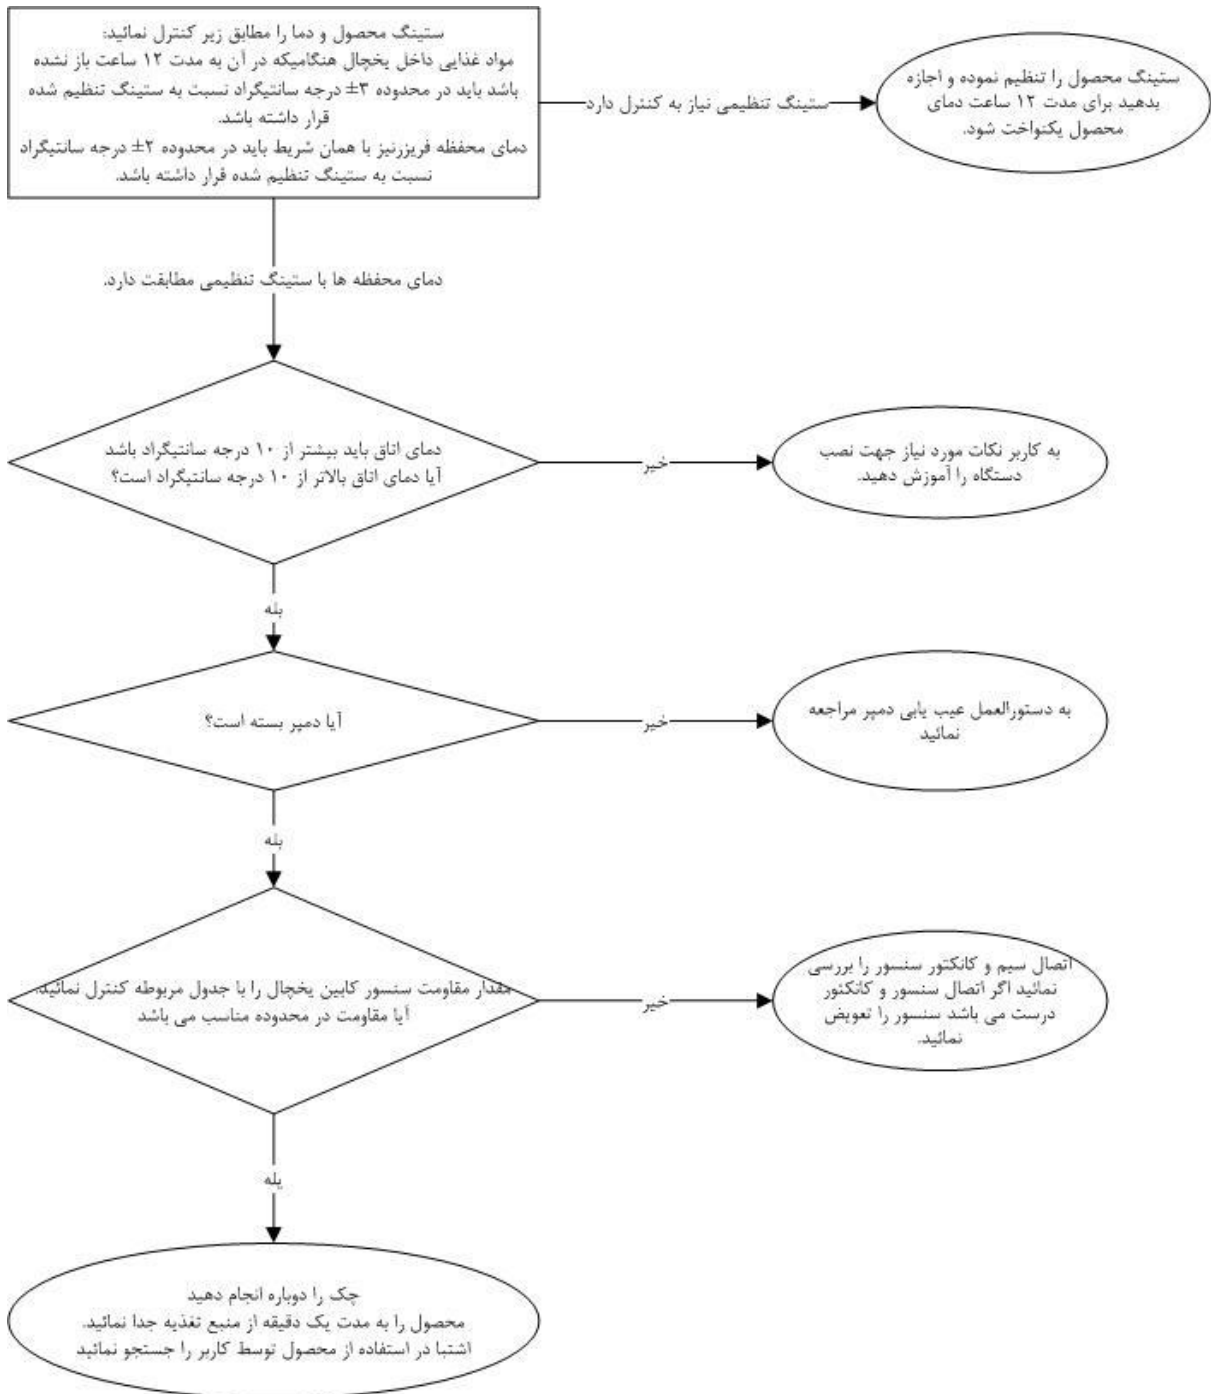 ستینگ محصول و دما را مطابق زیر کنترل نمائید:
مواد غذایی داخل یخچال هنگامیکه در آن به مدت ۱۲ ساعت باز نشده
باشد باید در محدوده ۳± درجه سانتیگراد نسبت به ستینگ تنظیم شده
قرار داشته باشد.
دمای محفظه فریزرنیز با همان شریط باید در محدوده ۲± درجه سانتیگراد
نسبت به ستینگ تنظیم شده قرار داشته باشد.
ستینگ تنظیمی نیاز به کنترل دارد
ستینگ محصول را تنظیم نموده و اجازه
بدهید برای مدت ۱۲ ساعت دمای
محصول یکنواخت شود.
دمای محفظه ها با ستینگ تنظیمی مطابقت دارد.
دمای اتاق باید بیشتر از ۱۰ درجه سانتیگراد باشد
آیا دمای اتاق بالاتر از ۱۰ درجه سانتیگراد است؟
خیر
به کاربر نکات مورد نیاز جهت نصب
دستگاه را آموزش دهید.
بله
آیا دمپر بسته است؟
خیر
به دستورالعمل عیب یابی دمپر مراجعه
نمائید
بله
مقدار مقاومت سنسور کابین یخچال را با جدول مربوطه کنترل نمائید.
آیا مقاومت در محدوده مناسب می باشد
خیر
اتصال سیم و کانکتور سنسور را بررسی
نمائید اگر اتصال سنسور و کانکتور
درست می باشد سنسور را تعویض
نمائید.
یله
چک را دوباره انجام دهید
محصول را به مدت یک دقیقه از منبع تغذیه جدا نمائید.
اشتبا در استفاده از محصول توسط کاربر را جستجو نمائید